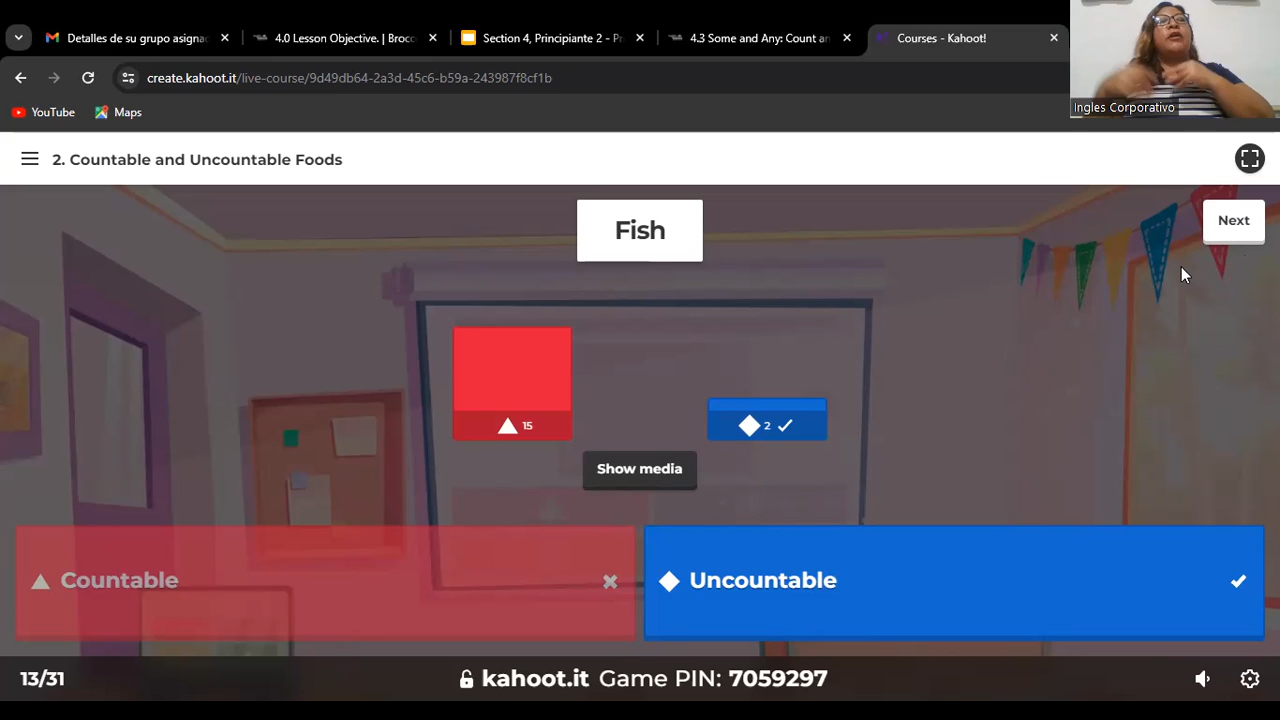 Detalles de su grupo asigna
4.0 Lesson Objective. | Brocc
Section 4, Principiante 2 - Pr
4.3 Some and Any: Count an
Courses - Kahoot!
create.kahoot.it/live-course/9d49db64-2a3d-45c6-b59a-243987f8cf1b
YouTube
Maps
Ingles Corporativo
2. Countable and Uncountable Foods
Fish
Next
15
2
Show media
Countable
Uncountable
13/31
kahoot.it Game PIN: 7059297